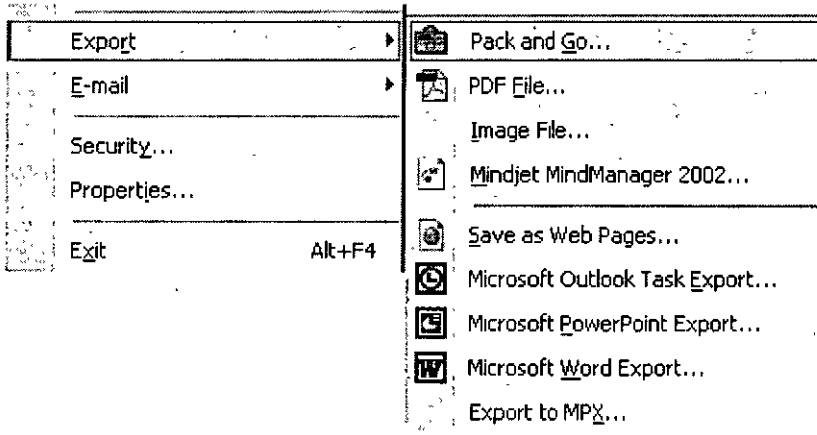 Export
E-mail
Security...
Properties...
Exit Alt+F4
Pack and Go...
PDF File...
Image File...
Mindjet MindManager 2002...
Save as Web Pages...
Microsoft Outlook Task Export...
Microsoft PowerPoint Export...
Microsoft Word Export...
Export to MPX...